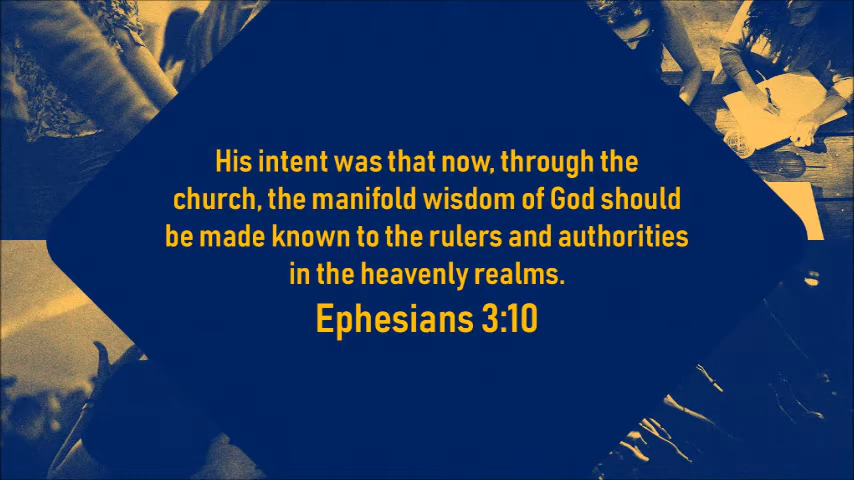 His intent was that now, through the
church, the manifold wisdom of God should
be made known to the rulers and authorities
in the heavenly realms.
Ephesians 3:10